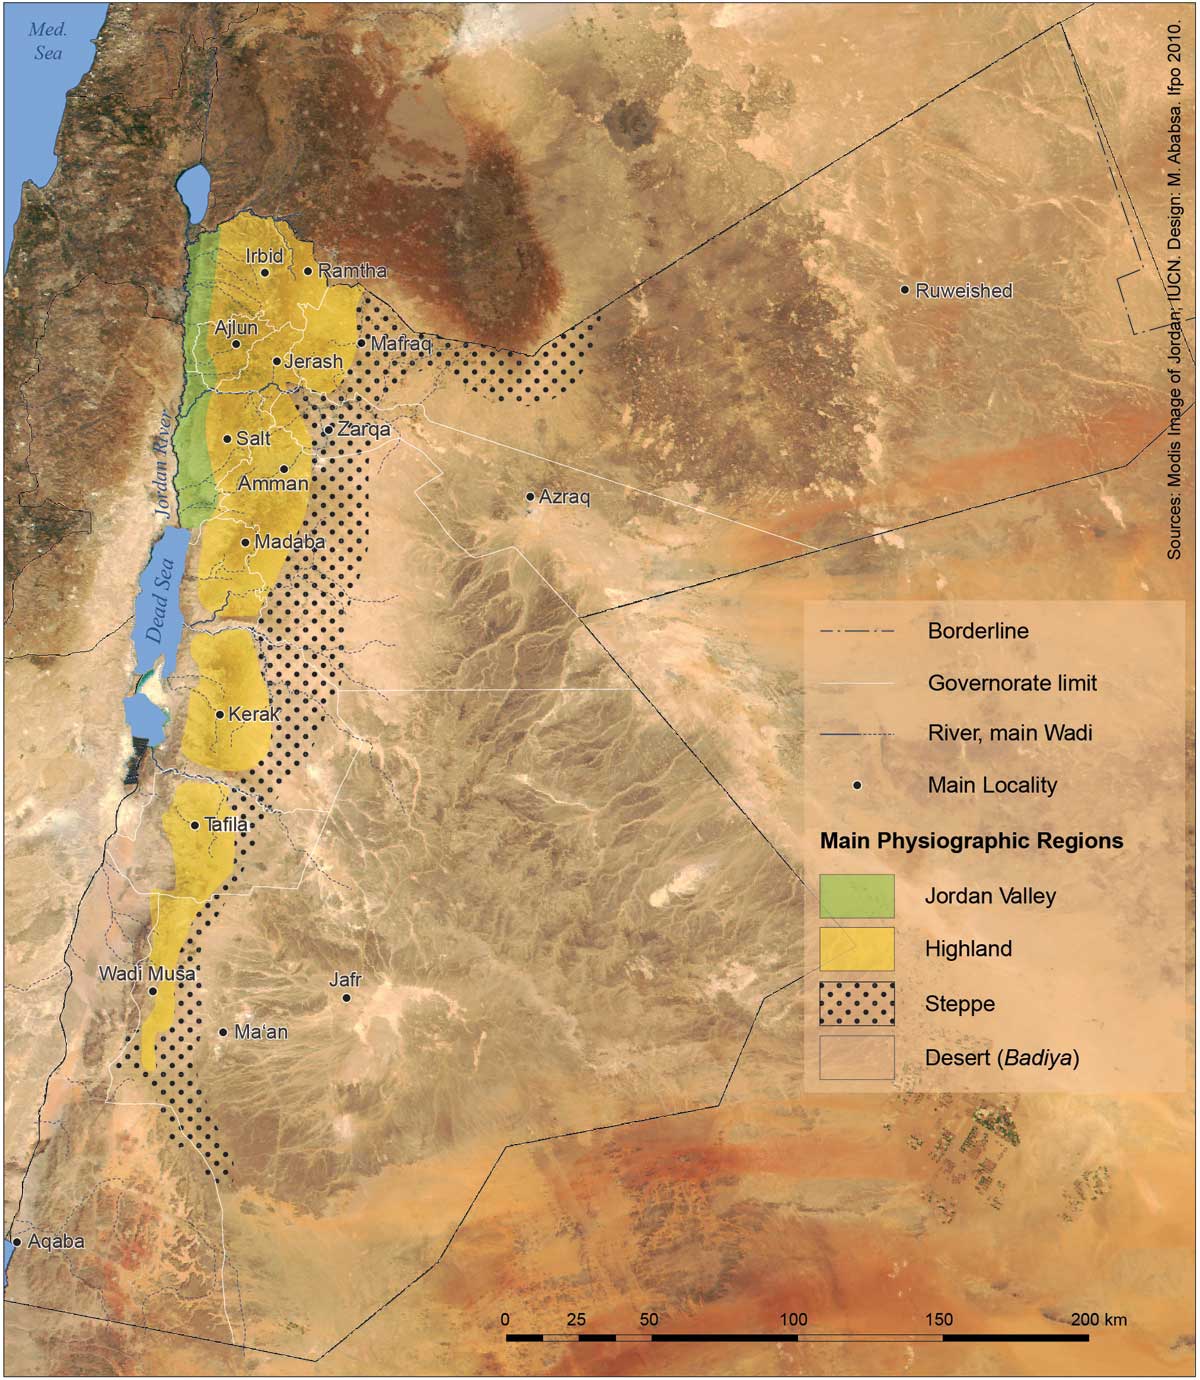 Med.
Sea
Sources: Modis Image of Jordan; IUCN. Design: M. Ababsa. Ifpo 2010.
Irbid
Ramtha
Ruweished
Ajlun
Mafraq
Jerash
Jordan River
Zarqa
Salt
Amman
Azraq
Madaba
Dead Sea
Kerak
Tafila
Wadi Musa
Jafr
Ma‘an
Aqaba
Borderline
Governorate limit
River, main Wadi
Main Locality
Main Physiographic Regions
Jordan Valley
Highland
Steppe
Desert (Badiya)
0 25 50 100 150 200 km